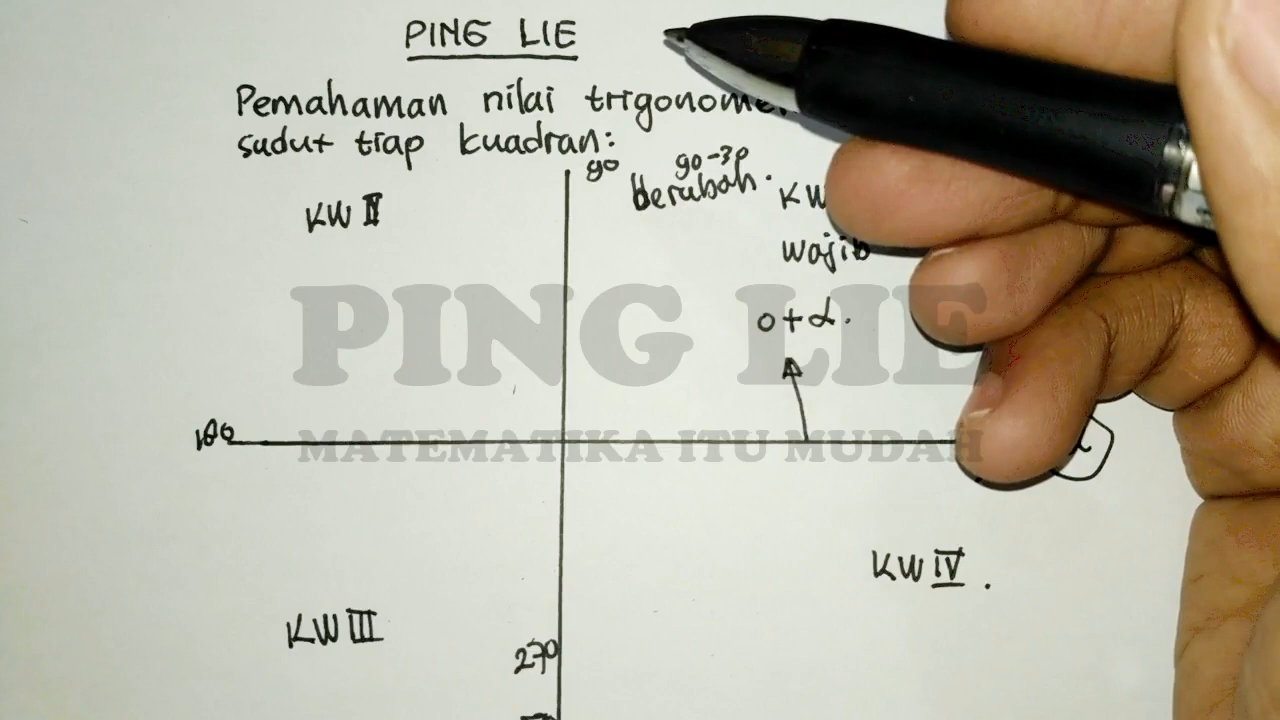 PING LIE
Pemahaman nilai trigonome
sudut tiap kuadran:
90
90-30
berubah.
KW
KW II
wajib
PING LIE
0+α.
180
MATEMATIKA ITU MUDAH
KW IV.
KW III
270